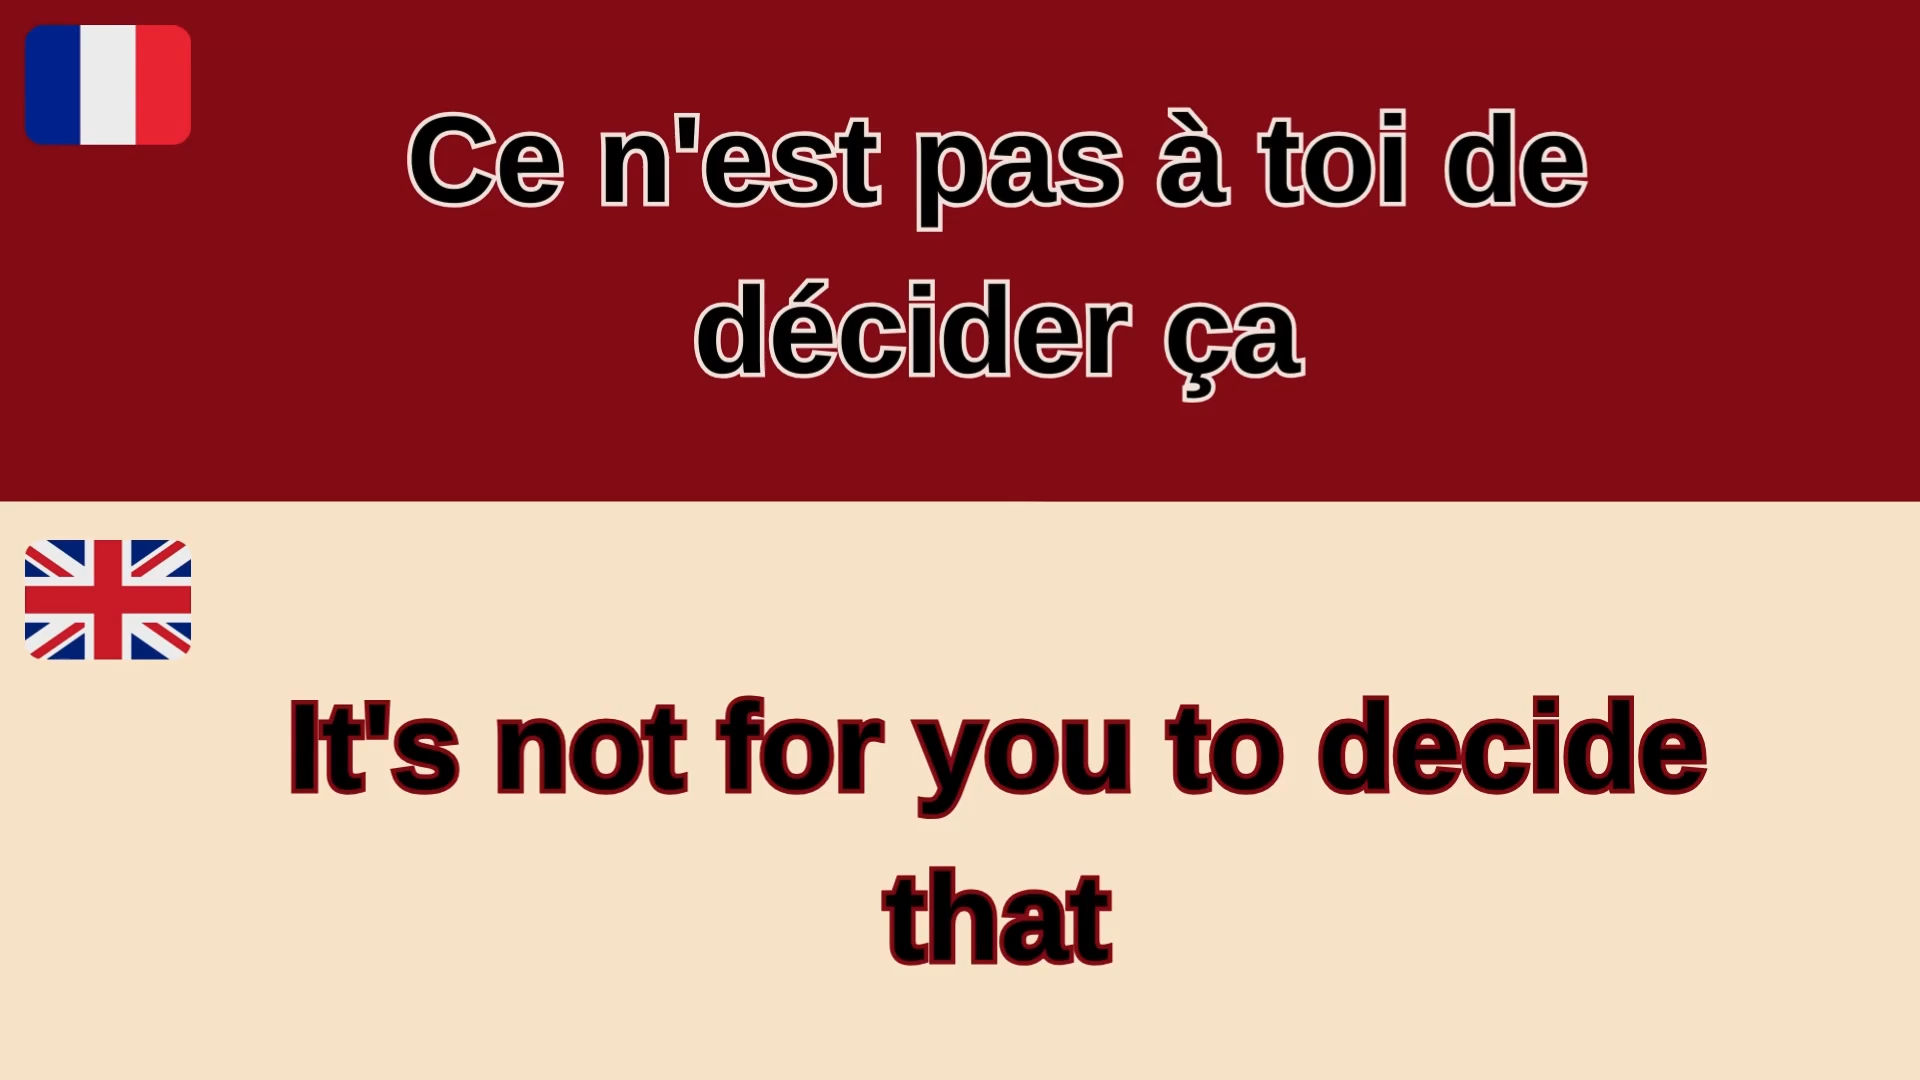 Ce n'est pas à toi de
décider ça
It's not for you to decide
that